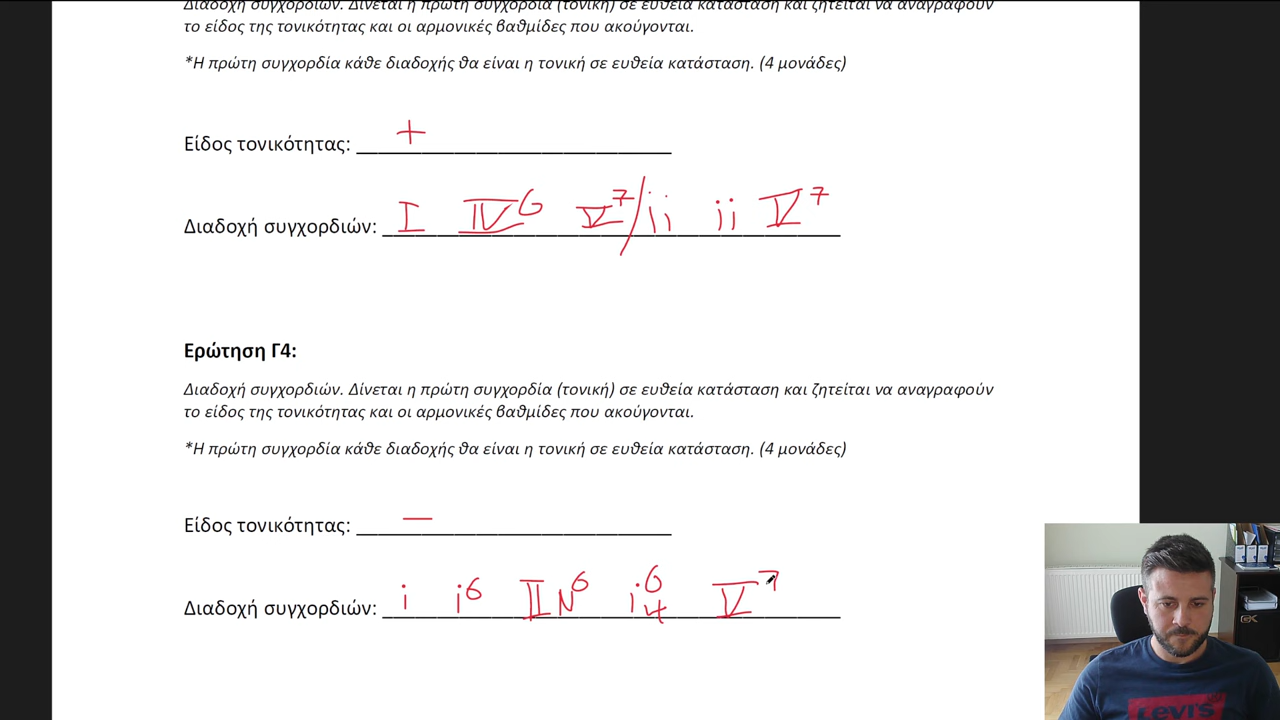 Διαδοχή συγχορδιών. Δίνεται η πρώτη συγχορδία (τονική) σε ευθεία κατάσταση και ζητείται να αναγραφούν
το είδος της τονικότητας και οι αρμονικές βαθμίδες που ακούγονται.
*Η πρώτη συγχορδία κάθε διαδοχής θα είναι η τονική σε ευθεία κατάσταση. (4 μονάδες)
Είδος τονικότητας: +
Διαδοχή συγχορδιών: I IV6 V7/ii ii V7
Ερώτηση Γ4:
Διαδοχή συγχορδιών. Δίνεται η πρώτη συγχορδία (τονική) σε ευθεία κατάσταση και ζητείται να αναγραφούν
το είδος της τονικότητας και οι αρμονικές βαθμίδες που ακούγονται.
*Η πρώτη συγχορδία κάθε διαδοχής θα είναι η τονική σε ευθεία κατάσταση. (4 μονάδες)
Είδος τονικότητας: –
Διαδοχή συγχορδιών: i i6 IIN6 i64 V7
Levi's